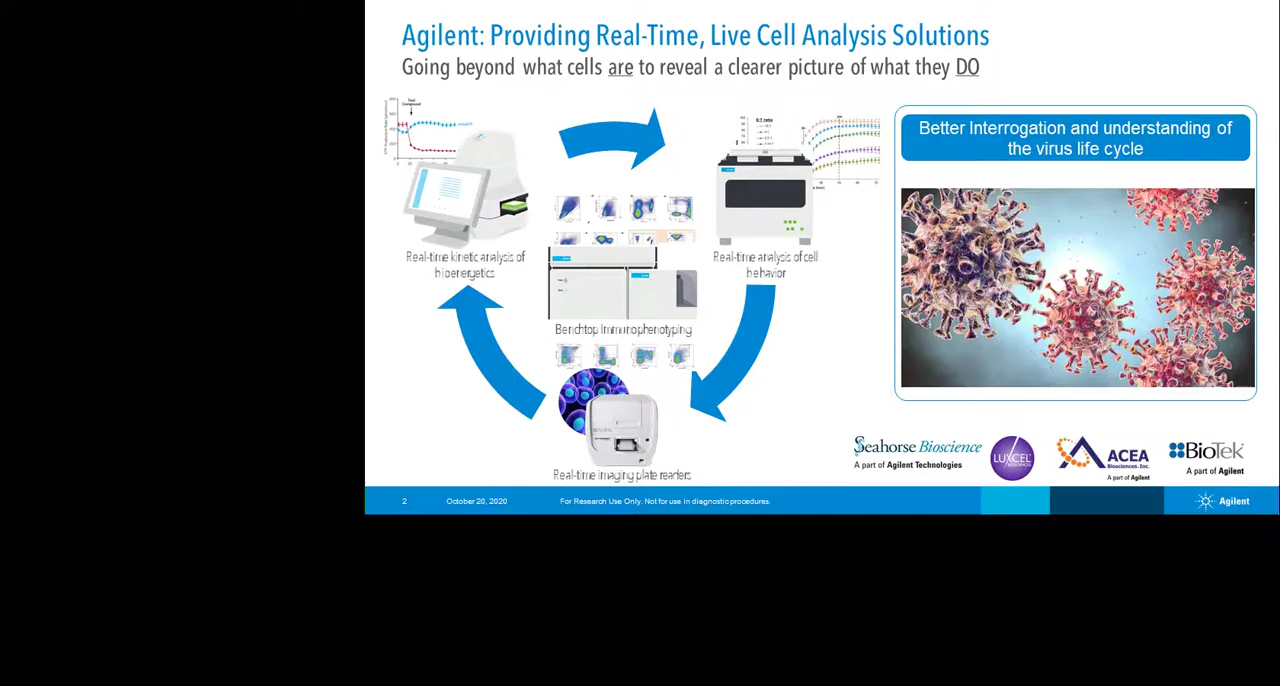 Agilent: Providing Real-Time, Live Cell Analysis Solutions
Going beyond what cells are to reveal a clearer picture of what they DO
Test
Compound
E:T ratio
Real-time kinetic analysis of
bioenergetics
Real-time analysis of cell
behavior
Benchtop Immunophenotyping
Real-time imaging plate readers
Better Interrogation and understanding of
the virus life cycle
Seahorse Bioscience
A part of Agilent Technologies
LUXCEL
BIOSCIENCES
ACEA
Biosciences, Inc.
A part of Agilent
BioTek
A part of Agilent
2
October 20, 2020
For Research Use Only. Not for use in diagnostic procedures.
Agilent